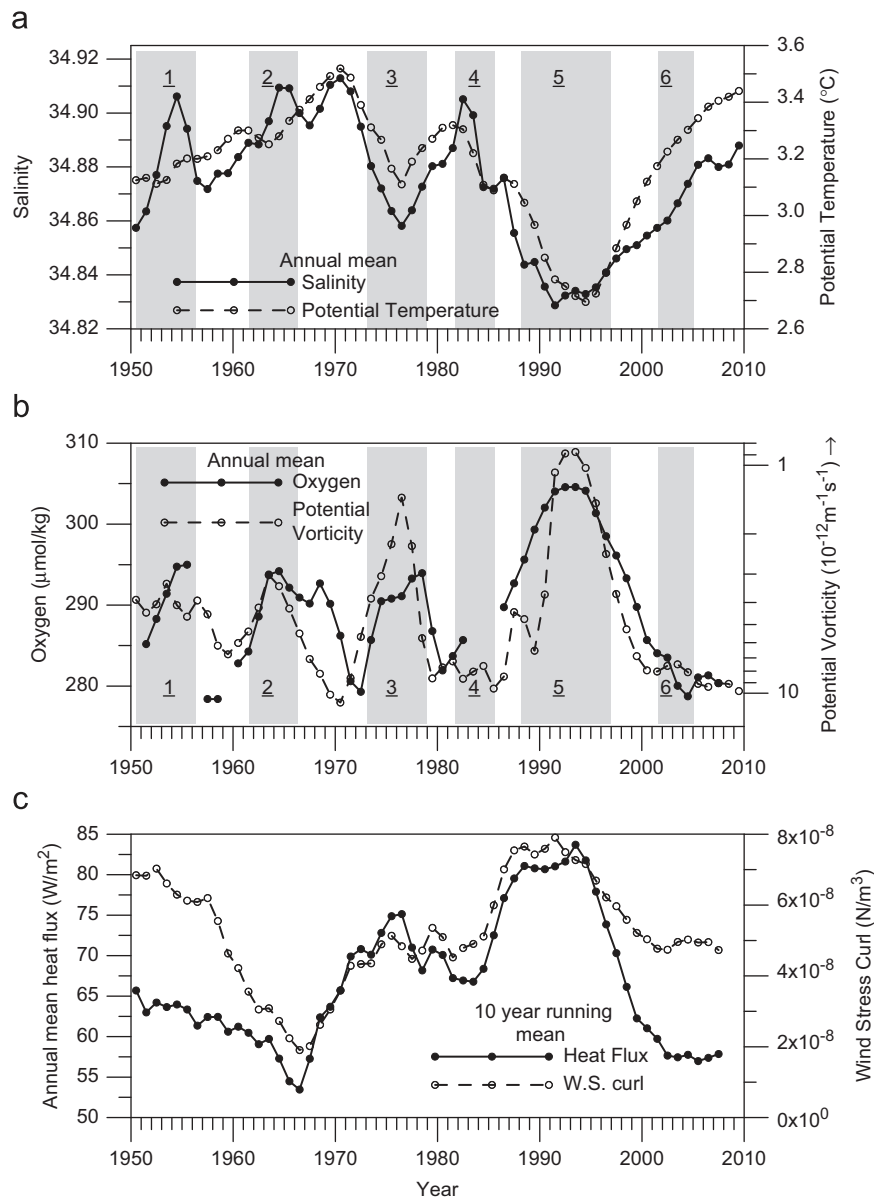 a
34.92
34.90
34.88
34.86
34.84
34.82
Salinity
3.6
3.4
3.2
3.0
2.8
2.6
Potential Temperature (°C)
1 2 3 4 5 6
Annual mean
Salinity
Potential Temperature
1950 1960 1970 1980 1990 2000 2010
b
310
300
290
280
Oxygen (μmol/kg)
1
10
Potential Vorticity (10⁻¹²m⁻¹s⁻¹) →
Annual mean
Oxygen
Potential
Vorticity
1 2 3 4 5 6
1950 1960 1970 1980 1990 2000 2010
c
85
80
75
70
65
60
55
50
Annual mean heat flux (W/m²)
8x10⁻⁸
6x10⁻⁸
4x10⁻⁸
2x10⁻⁸
0x10⁰
Wind Stress Curl (N/m³)
10 year running
mean
Heat Flux
W.S. curl
1950 1960 1970 1980 1990 2000 2010
Year